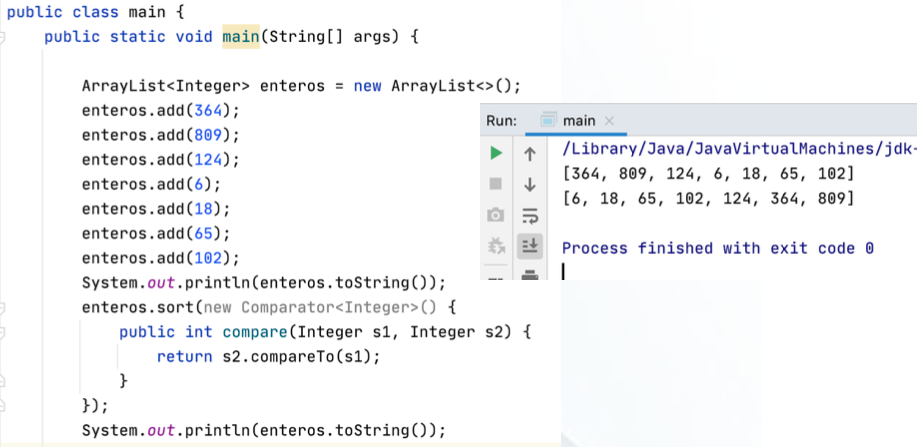 public class main {
public static void main(String[] args) {
ArrayList<Integer> enteros = new ArrayList<>();
enteros.add(364);
enteros.add(809);
enteros.add(124);
enteros.add(6);
enteros.add(18);
enteros.add(65);
enteros.add(102);
System.out.println(enteros.toString());
enteros.sort(new Comparator<Integer>() {
public int compare(Integer s1, Integer s2) {
return s2.compareTo(s1);
}
});
System.out.println(enteros.toString());
Run: main ×
/Library/Java/JavaVirtualMachines/jdk-
[364, 809, 124, 6, 18, 65, 102]
[6, 18, 65, 102, 124, 364, 809]
Process finished with exit code 0